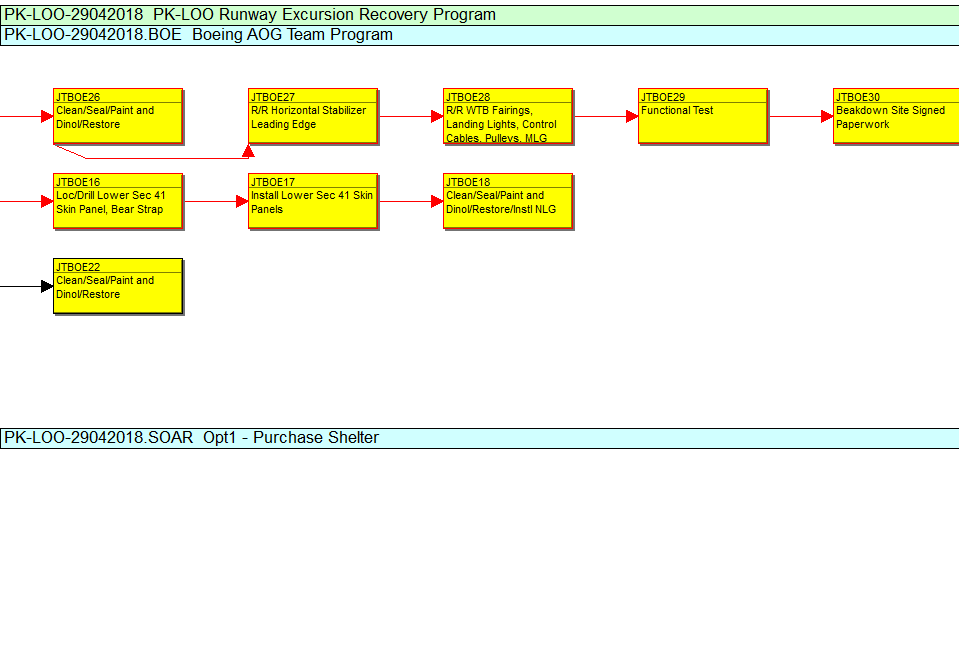 PK-LOO-29042018  PK-LOO Runway Excursion Recovery Program
PK-LOO-29042018.BOE  Boeing AOG Team Program
JTBOE26
Clean/Seal/Paint and
Dinol/Restore
JTBOE27
R/R Horizontal Stabilizer
Leading Edge
JTBOE28
R/R WTB Fairings,
Landing Lights, Control
Cables, Pulleys, MLG
JTBOE29
Functional Test
JTBOE30
Beakdown Site Signed
Paperwork
JTBOE16
Loc/Drill Lower Sec 41
Skin Panel, Bear Strap
JTBOE17
Install Lower Sec 41 Skin
Panels
JTBOE18
Clean/Seal/Paint and
Dinol/Restore/Instl NLG
JTBOE22
Clean/Seal/Paint and
Dinol/Restore
PK-LOO-29042018.SOAR  Opt1 - Purchase Shelter